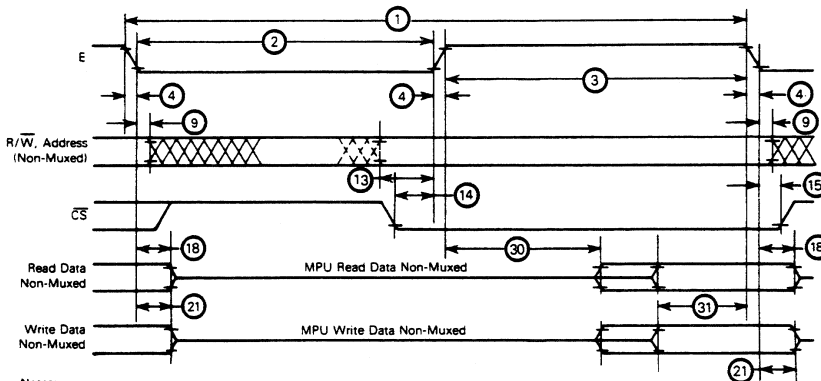 1
2
E
3
4
4
4
9
9
R/W̅, Address
(Non-Muxed)
13
14
15
C̅S̅
18
30
18
Read Data
Non-Muxed
MPU Read Data Non-Muxed
21
31
Write Data
Non-Muxed
MPU Write Data Non-Muxed
21